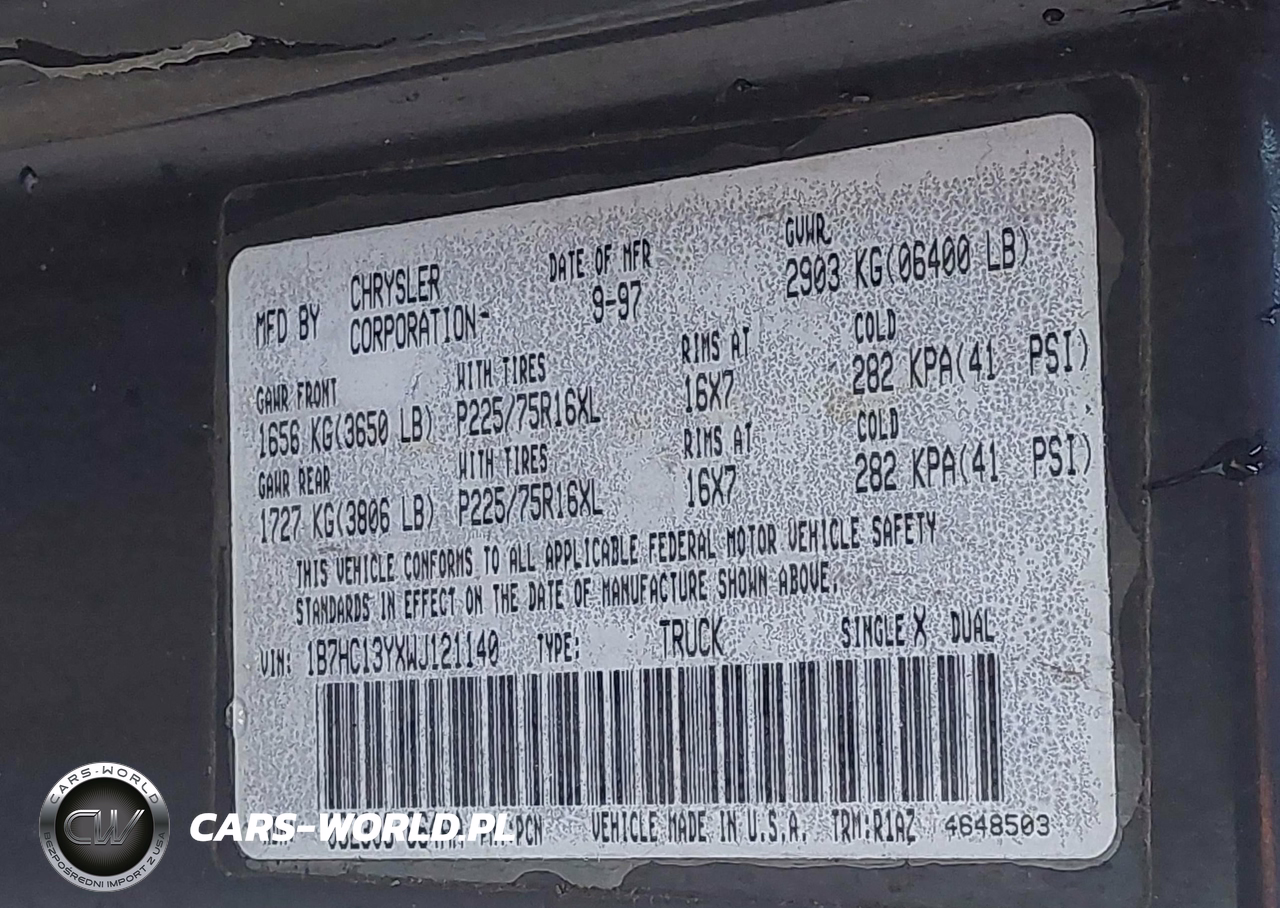 MFD BY CHRYSLER CORPORATION- DATE OF MFR 9-97 GVWR 2903 KG(06400 LB)
GAWR FRONT WITH TIRES RIMS AT COLD
1656 KG(3650 LB) P225/75R16XL 16X7 282 KPA(41 PSI)
GAWR REAR WITH TIRES RIMS AT COLD
1727 KG(3806 LB) P225/75R16XL 16X7 282 KPA(41 PSI)
THIS VEHICLE CONFORMS TO ALL APPLICABLE FEDERAL MOTOR VEHICLE SAFETY
STANDARDS IN EFFECT ON THE DATE OF MANUFACTURE SHOWN ABOVE.
VIN: 1B7HC13YXWJ121140 TYPE: TRUCK SINGLE X DUAL
VEHICLE MADE IN U.S.A. TRM:R1AZ 4648503
CARS-WORLD
CW
BEZPOŚREDNI IMPORT Z USA
CARS-WORLD.PL